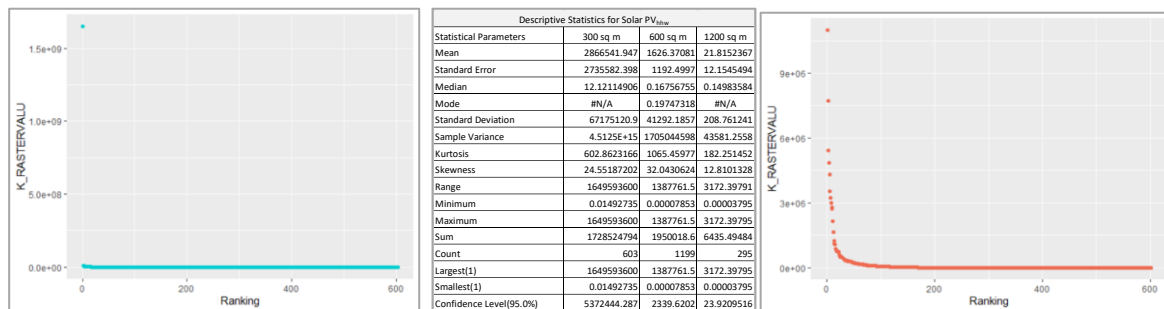 K_RASTERVALU
1.5e+09
1.0e+09
5.0e+08
0.0e+00
0 200 400 600
Ranking
Descriptive Statistics for Solar PVhhw
Statistical Parameters 300 sq m 600 sq m 1200 sq m
Mean 2866541.947 1626.37081 21.8152367
Standard Error 2735582.398 1192.4997 12.1545494
Median 12.12114906 0.16756755 0.14983584
Mode #N/A 0.19747318 #N/A
Standard Deviation 67175120.9 41292.1857 208.761241
Sample Variance 4.5125E+15 1705044598 43581.2558
Kurtosis 602.8623166 1065.45977 182.251452
Skewness 24.55187202 32.0430624 12.8101328
Range 1649593600 1387761.5 3172.39791
Minimum 0.01492735 0.00007853 0.00003795
Maximum 1649593600 1387761.5 3172.39795
Sum 1728524794 1950018.6 6435.49484
Count 603 1199 295
Largest(1) 1649593600 1387761.5 3172.39795
Smallest(1) 0.01492735 0.00007853 0.00003795
Confidence Level(95.0%) 5372444.287 2339.6202 23.9209516
K_RASTERVALU
9e+06
6e+06
3e+06
0e+00
0 200 400 600
Ranking